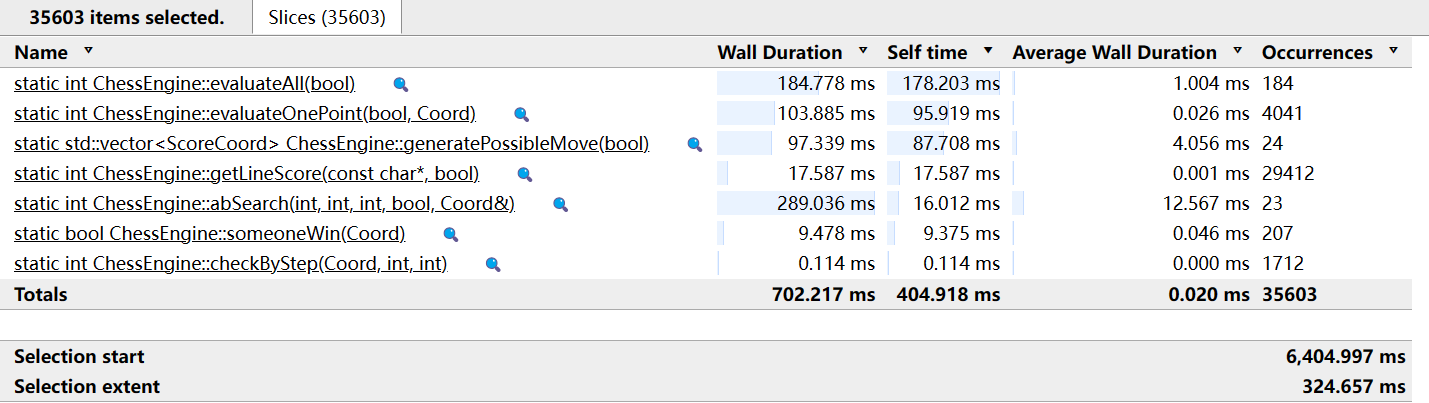 35603 items selected. Slices (35603)
Name Wall Duration Self time Average Wall Duration Occurrences
static int ChessEngine::evaluateAll(bool) 184.778 ms 178.203 ms 1.004 ms 184
static int ChessEngine::evaluateOnePoint(bool, Coord) 103.885 ms 95.919 ms 0.026 ms 4041
static std::vector<ScoreCoord> ChessEngine::generatePossibleMove(bool) 97.339 ms 87.708 ms 4.056 ms 24
static int ChessEngine::getLineScore(const char*, bool) 17.587 ms 17.587 ms 0.001 ms 29412
static int ChessEngine::abSearch(int, int, int, bool, Coord&) 289.036 ms 16.012 ms 12.567 ms 23
static bool ChessEngine::someoneWin(Coord) 9.478 ms 9.375 ms 0.046 ms 207
static int ChessEngine::checkByStep(Coord, int, int) 0.114 ms 0.114 ms 0.000 ms 1712
Totals 702.217 ms 404.918 ms 0.020 ms 35603
Selection start 6,404.997 ms
Selection extent 324.657 ms